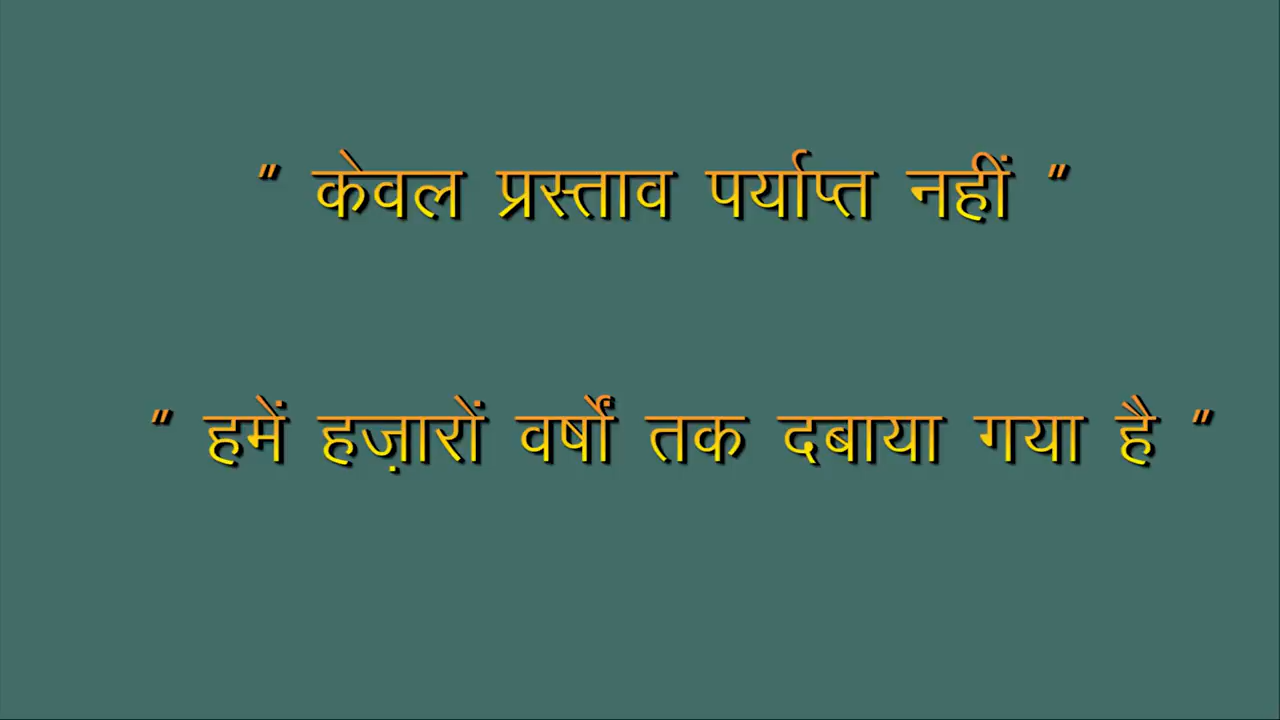 " केवल प्रस्ताव पर्याप्त नहीं "
" हमें हज़ारों वर्षों तक दबाया गया है "